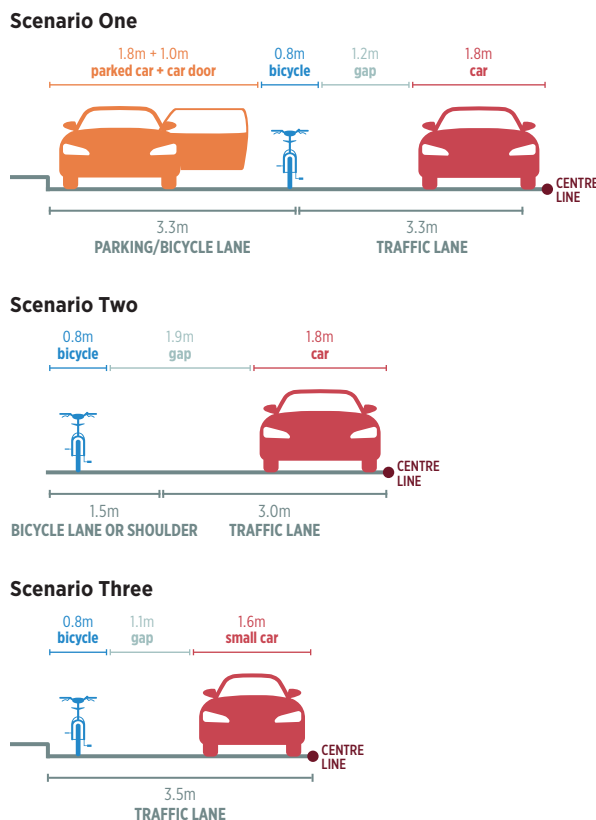 Scenario One
1.8m + 1.0m
parked car + car door
0.8m
bicycle
1.2m
gap
1.8m
car
CENTRE
LINE
3.3m
PARKING/BICYCLE LANE
3.3m
TRAFFIC LANE
Scenario Two
0.8m
bicycle
1.9m
gap
1.8m
car
CENTRE
LINE
1.5m
BICYCLE LANE OR SHOULDER
3.0m
TRAFFIC LANE
Scenario Three
0.8m
bicycle
1.1m
gap
1.6m
small car
CENTRE
LINE
3.5m
TRAFFIC LANE